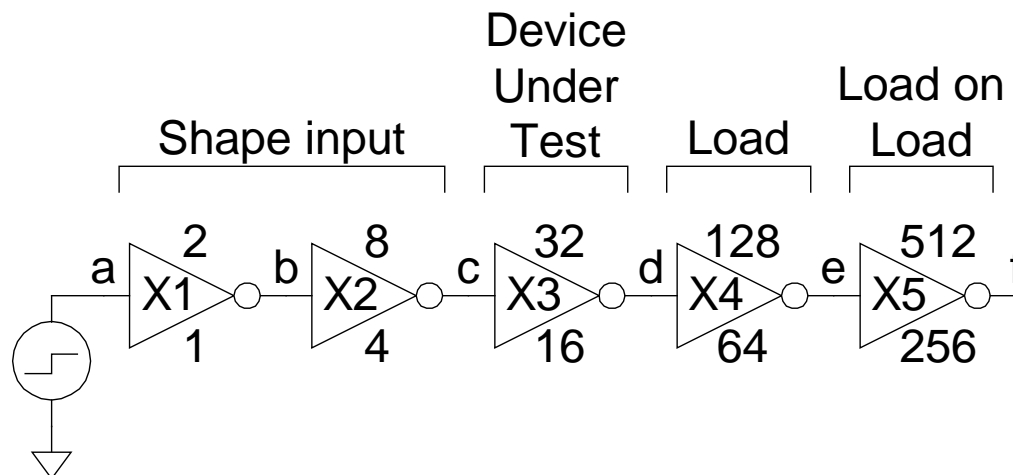 Device
Under
Test
Shape input
Load
Load on
Load
2
8
32
128
512
a
X1
b
X2
c
X3
d
X4
e
X5
1
4
16
64
256